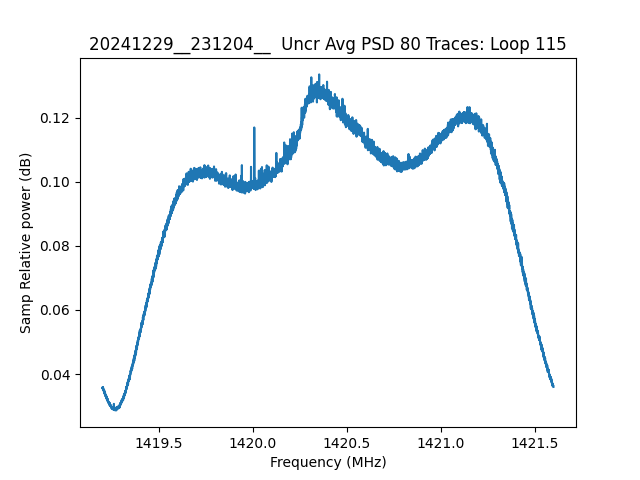 20241229__231204__  Uncr Avg PSD 80 Traces: Loop 115
Samp Relative power (dB)
0.12
0.10
0.08
0.06
0.04
1419.5 1420.0 1420.5 1421.0 1421.5
Frequency (MHz)